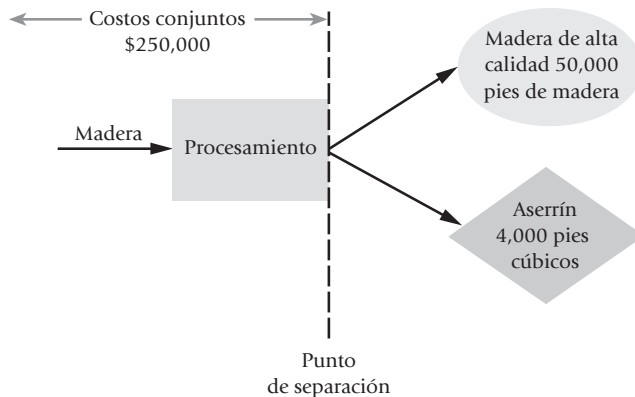 Costos conjuntos
$250,000
Madera de alta
calidad 50,000
pies de madera
Madera
Procesamiento
Aserrín
4,000 pies
cúbicos
Punto
de separación